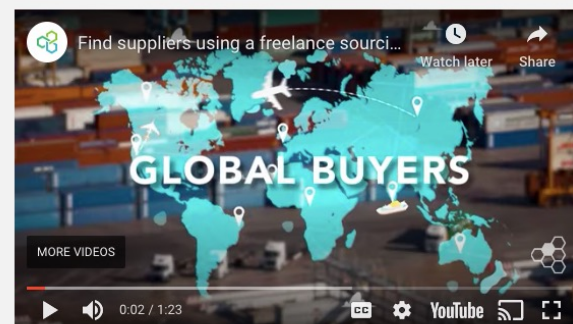 Find suppliers using a freelance sourci...
Watch later
Share
GLOBAL BUYERS
MORE VIDEOS
0:02 / 1:23
CC
YouTube